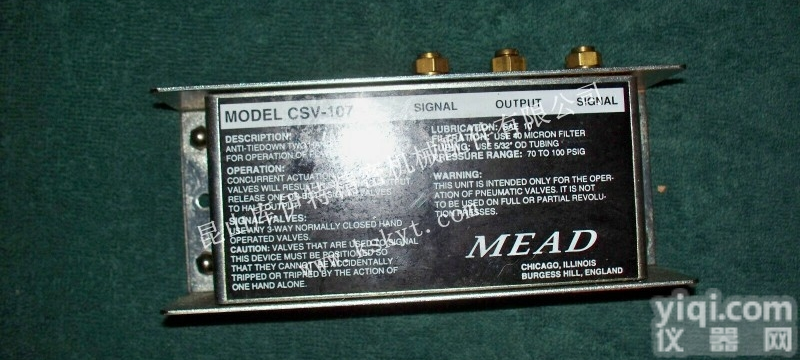 MODEL CSV-107 SIGNAL OUTPUT SIGNAL
DESCRIPTION:
ANTI-TIEDOWN TWO
FOR OPERATION OF
OPERATION:
CONCURRENT ACTUATION
VALVES WILL RESULT
RELEASE ONE VALVES
TO HALT OUTPUT
SIGNAL VALVES:
USE ANY 3-WAY NORMALLY CLOSED HAND
OPERATED VALVES.
CAUTION: VALVES THAT ARE USED TO SIGNAL
THIS DEVICE MUST BE POSITIONED SO
THAT THEY CANNOT BE ACCIDENTALLY
TRIPPED OR TRIPPED BY THE ACTION OF
ONE HAND ALONE.
LUBRICATION: SAE 10
FILTRATION: USE 40 MICRON FILTER
TUBING: USE 5/32" OD TUBING
PRESSURE RANGE: 70 TO 100 PSIG
WARNING:
THIS UNIT IS INTENDED ONLY FOR THE OPER-
ATION OF PNEUMATIC VALVES. IT IS NOT
TO BE USED ON FULL OR PARTIAL REVOLU-
TION PRESSES.
MEAD
CHICAGO, ILLINOIS
BURGESS HILL, ENGLAND
yiqi.com
仪器网